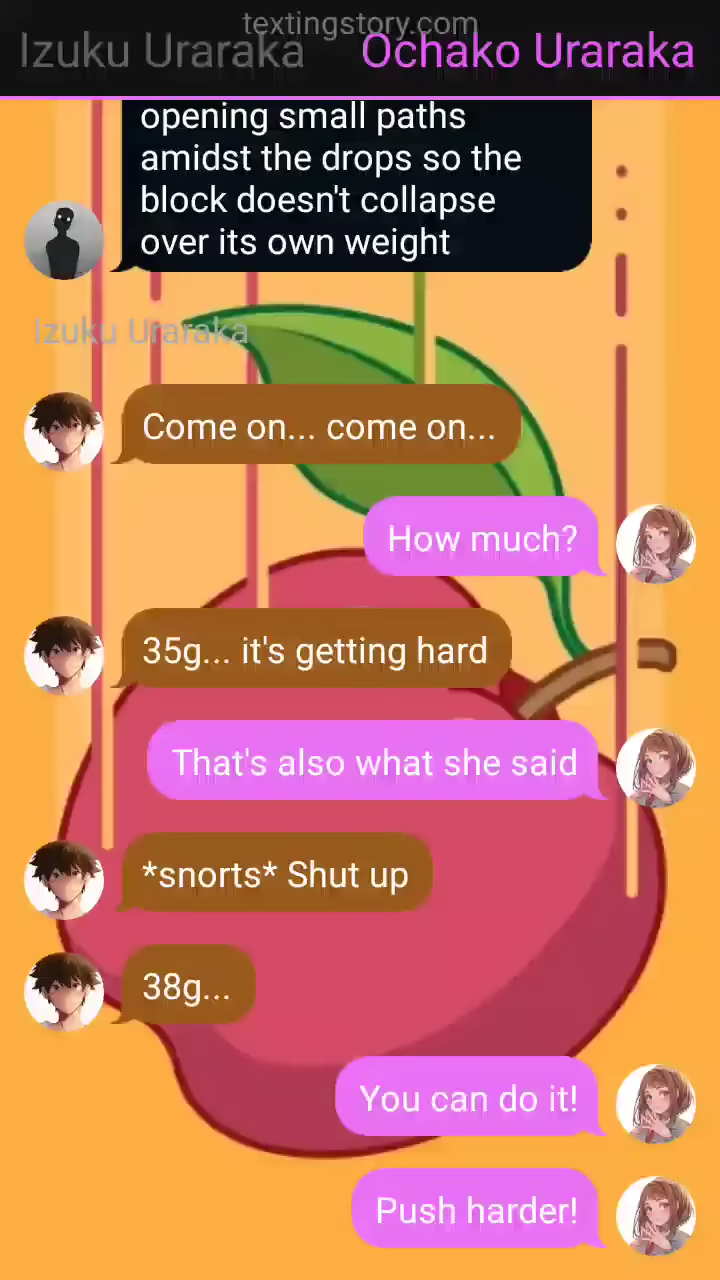 textingstory.com
Izuku Uraraka
Ochako Uraraka
opening small paths
amidst the drops so the
block doesn't collapse
over its own weight
Izuku Uraraka
Come on... come on...
How much?
35g... it's getting hard
That's also what she said
*snorts* Shut up
38g...
You can do it!
Push harder!